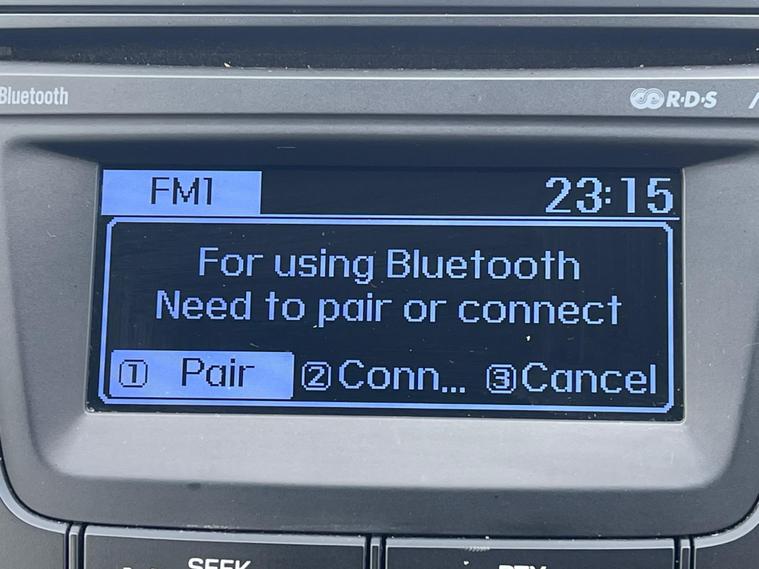 Bluetooth
R·D·S
FM1 23:15
For using Bluetooth
Need to pair or connect
① Pair ② Conn... ③ Cancel
SEEK PTY